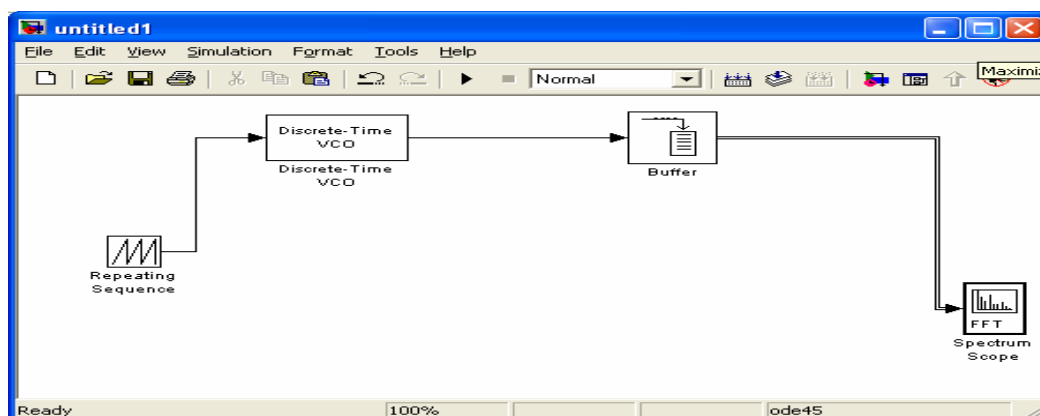 untitled1
File Edit View Simulation Format Tools Help
Normal
Discrete-Time
VCO
Discrete-Time
VCO
Buffer
Repeating
Sequence
FFT
Spectrum
Scope
Ready 100% ode45